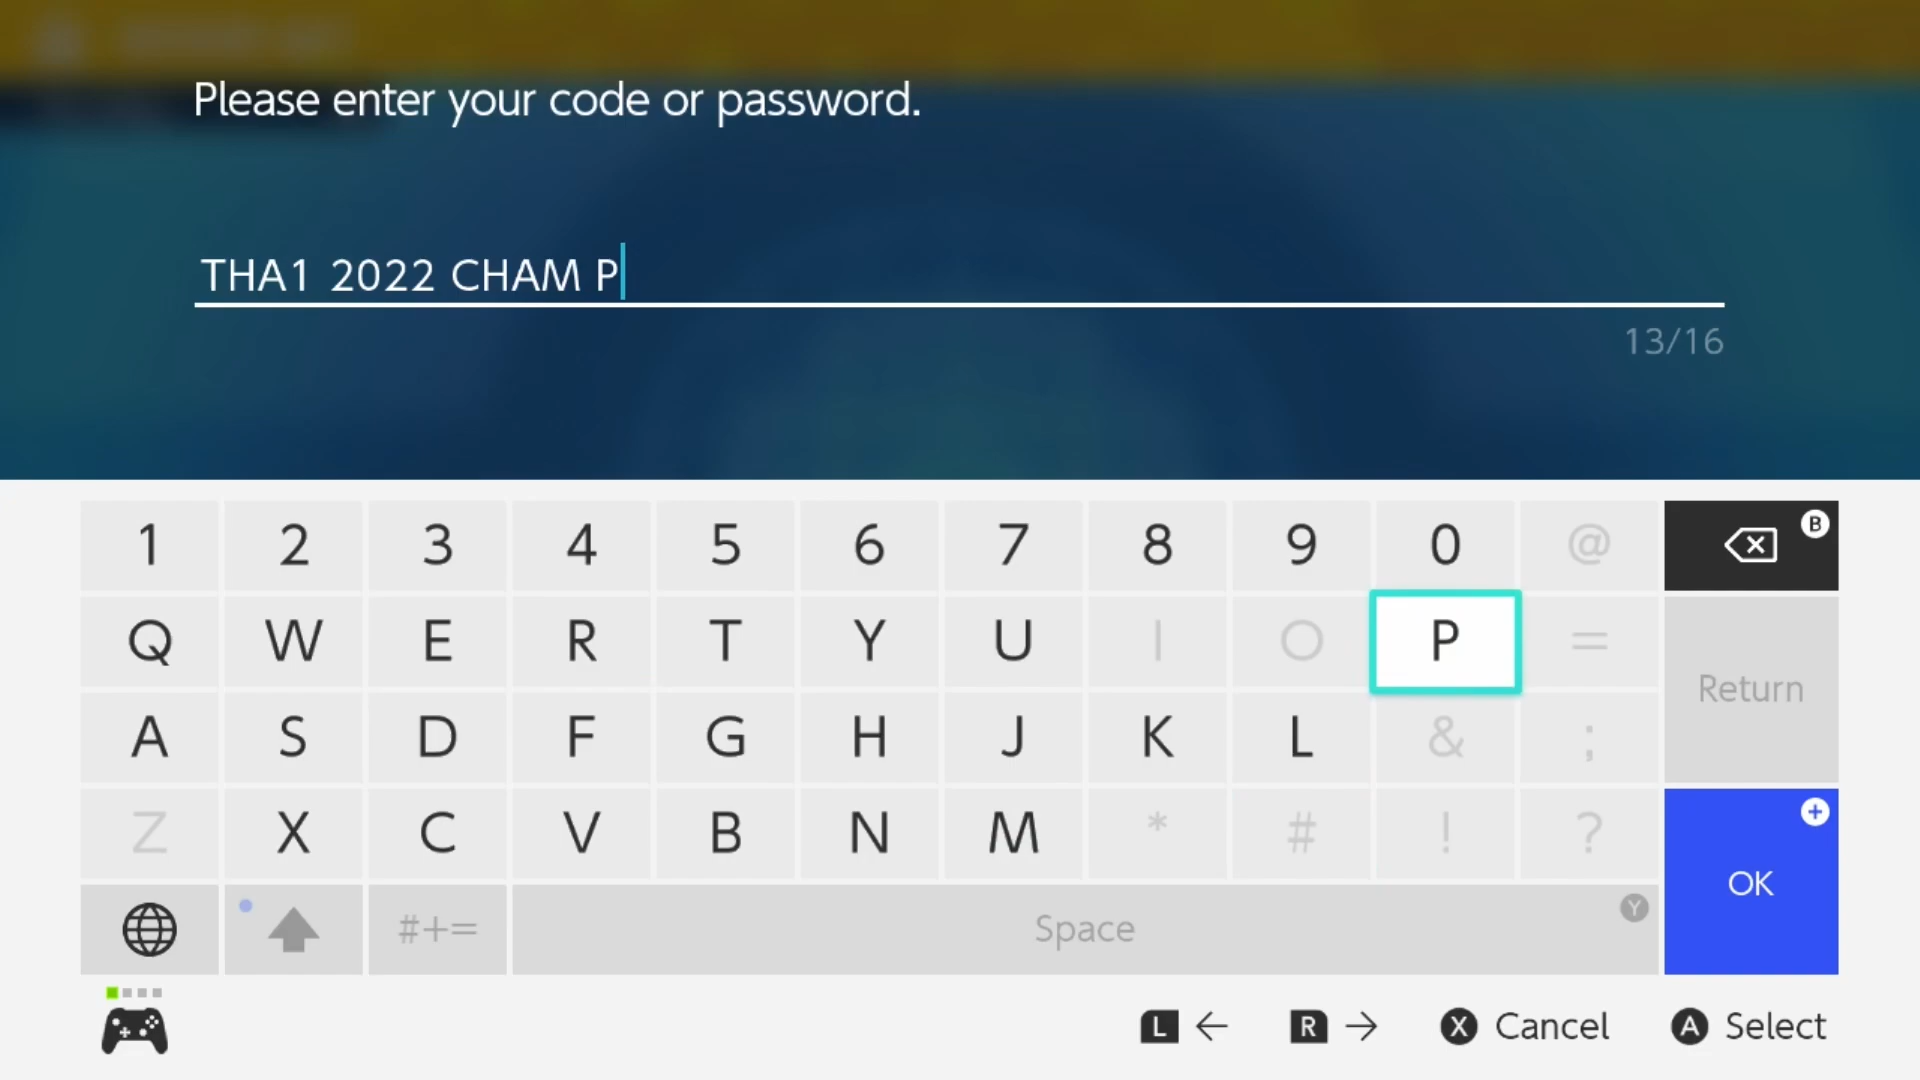 Please enter your code or password.
THA1 2022 CHAM P
13/16
1 2 3 4 5 6 7 8 9 0 @ B
Q W E R T Y U I O P = Return
A S D F G H J K L & ;
Z X C V B N M * # ! ? + OK
#+= Space Y
L ← R → X Cancel A Select